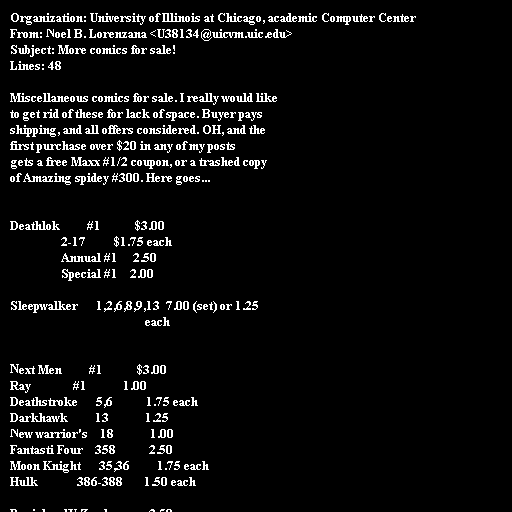 Organization: University of Illinois at Chicago, academic Computer Center
From: Noel B. Lorenzana <U38134@uicvm.uic.edu>
Subject: More comics for sale!
Lines: 48
Miscellaneous comics for sale. I really would like
to get rid of these for lack of space. Buyer pays
shipping, and all offers considered. OH, and the
first purchase over $20 in any of my posts
gets a free Maxx #1/2 coupon, or a trashed copy
of Amazing spidey #300. Here goes...
Deathlok #1 $3.00
2-17 $1.75 each
Annual #1 2.50
Special #1 2.00
Sleepwalker 1,2,6,8,9,13 7.00 (set) or 1.25
each
Next Men #1 $3.00
Ray #1 1.00
Deathstroke 5,6 1.75 each
Darkhawk 13 1.25
New warrior's 18 1.00
Fantasti Four 358 2.50
Moon Knight 35,36 1.75 each
Hulk 386-388 1.50 each